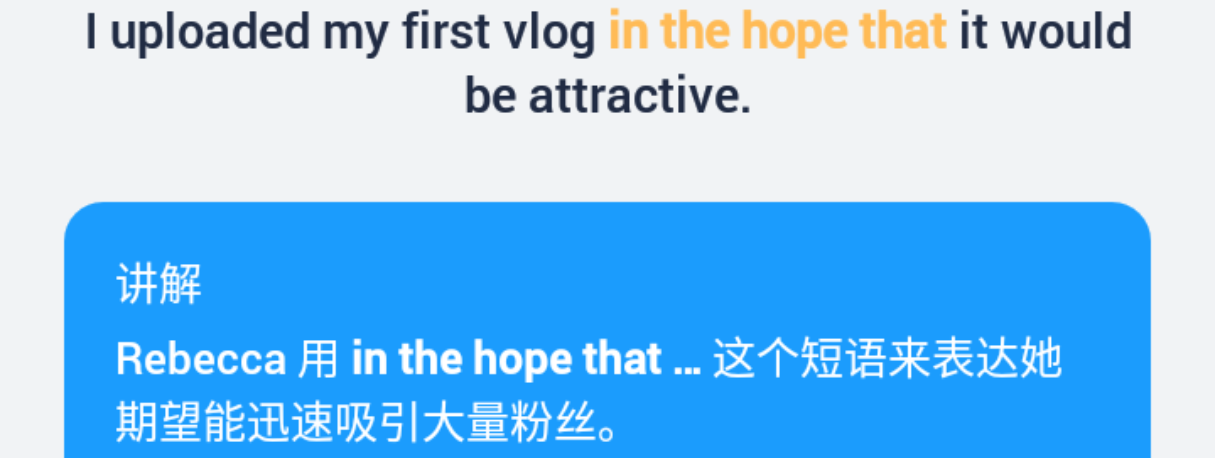 I uploaded my first vlog in the hope that it would
be attractive.
讲解
Rebecca 用 in the hope that ... 这个短语来表达她
期望能迅速吸引大量粉丝。